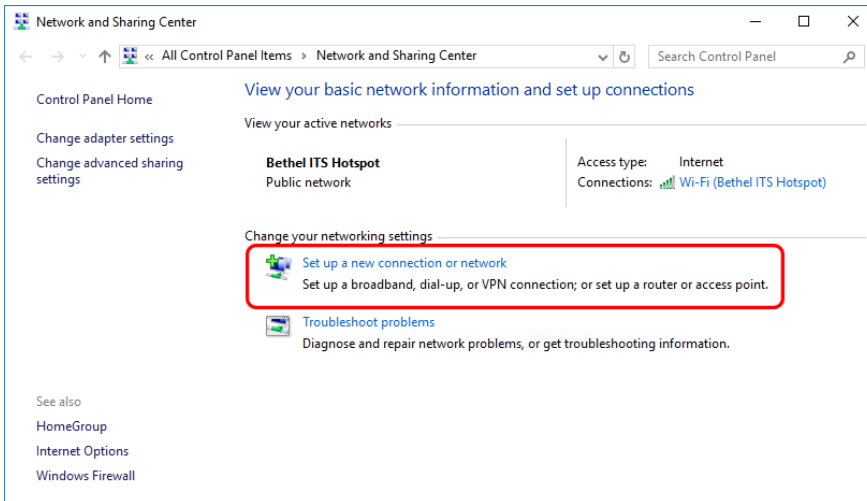 Network and Sharing Center
« All Control Panel Items › Network and Sharing Center
Search Control Panel
Control Panel Home
Change adapter settings
Change advanced sharing
settings
View your basic network information and set up connections
View your active networks
Bethel ITS Hotspot
Public network
Access type: Internet
Connections: Wi-Fi (Bethel ITS Hotspot)
Change your networking settings
Set up a new connection or network
Set up a broadband, dial-up, or VPN connection; or set up a router or access point.
Troubleshoot problems
Diagnose and repair network problems, or get troubleshooting information.
See also
HomeGroup
Internet Options
Windows Firewall